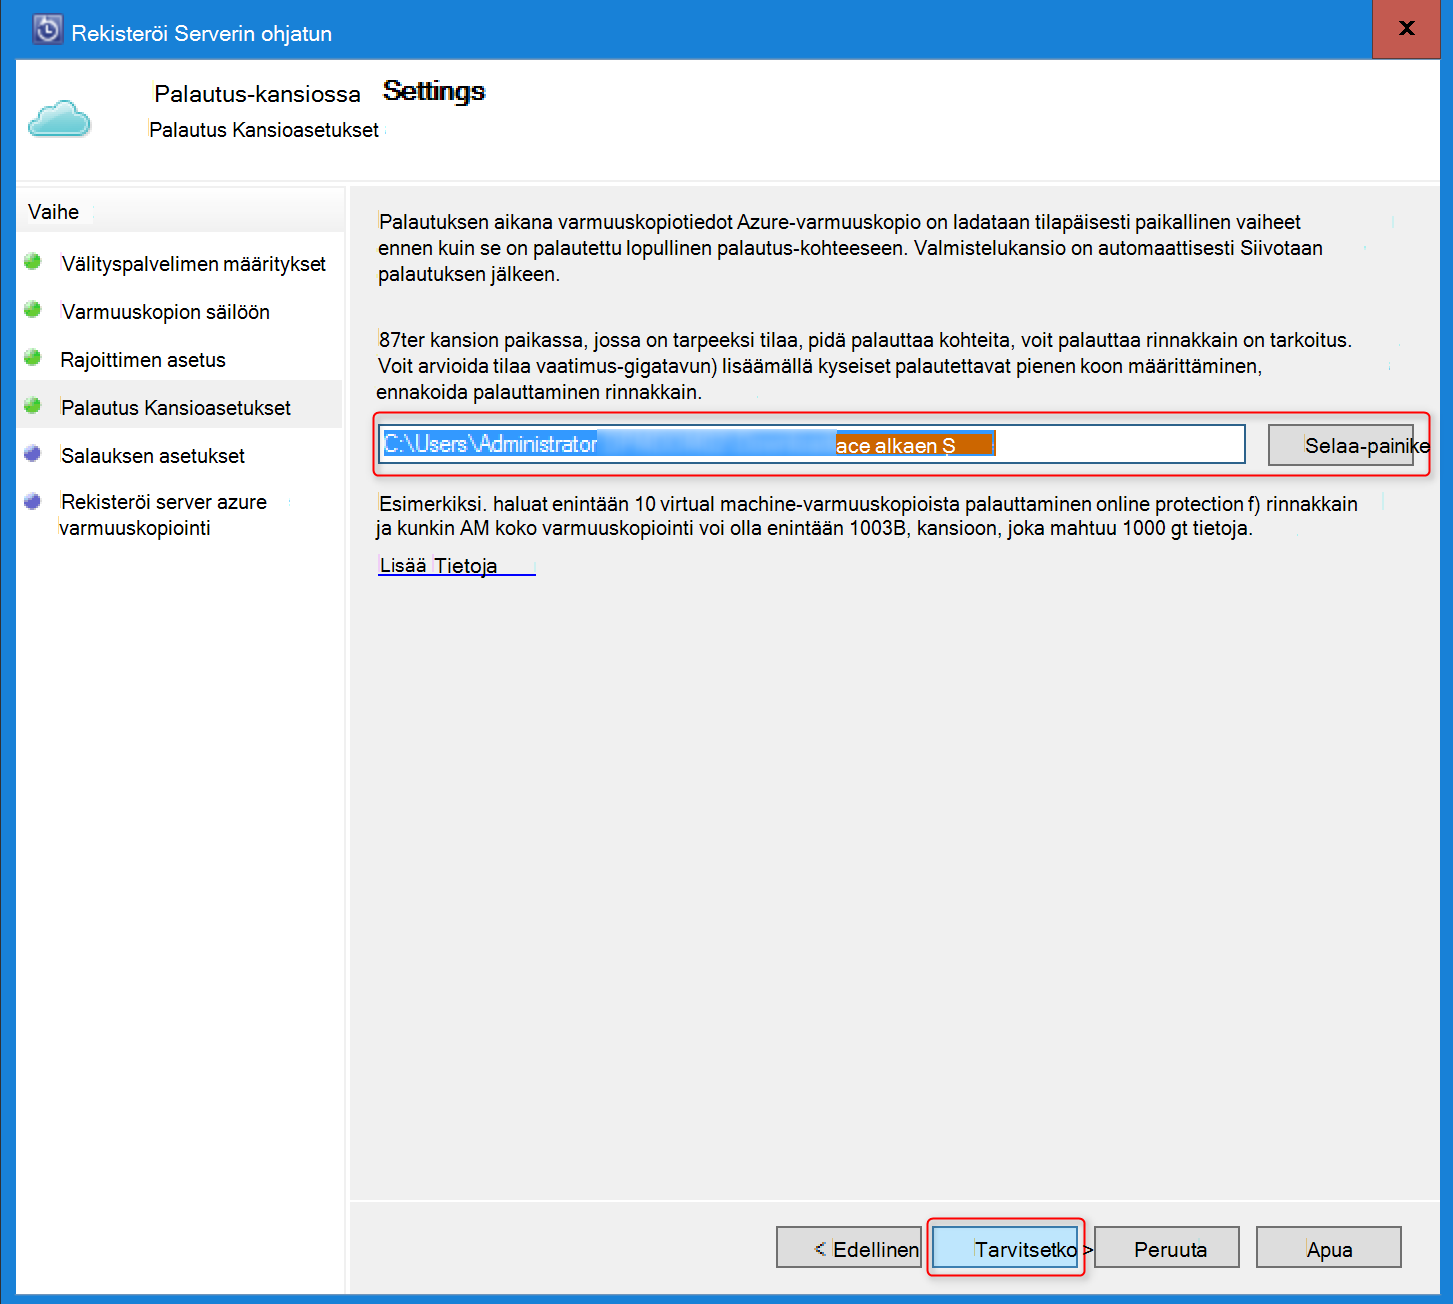 Rekisteröi Serverin ohjatun
x
Palautus-kansiossa Settings
Palautus Kansioasetukset
Vaihe
Välityspalvelimen määritykset
Varmuuskopion säilöön
Rajoittimen asetus
Palautus Kansioasetukset
Salauksen asetukset
Rekisteröi server azure
varmuuskopiointi
Palautuksen aikana varmuuskopiotiedot Azure-varmuuskopio on ladataan tilapäisesti paikallinen vaiheet
ennen kuin se on palautettu lopullinen palautus-kohteeseen. Valmistelukansio on automaattisesti Siivotaan
palautuksen jälkeen.
87ter kansion paikassa, jossa on tarpeeksi tilaa, pidä palauttaa kohteita, voit palauttaa rinnakkain on tarkoitus.
Voit arvioida tilaa vaatimus-gigatavun) lisäämällä kyseiset palautettavat pienen koon määrittäminen,
ennakoida palauttaminen rinnakkain.
C:\Users\Administrator ace alkaen S
Selaa-painike
Esimerkiksi. haluat enintään 10 virtual machine-varmuuskopioista palauttaminen online protection f) rinnakkain
ja kunkin AM koko varmuuskopiointi voi olla enintään 1003B, kansioon, joka mahtuu 1000 gt tietoja.
Lisää Tietoja
< Edellinen
Tarvitsetko >
Peruuta
Apua